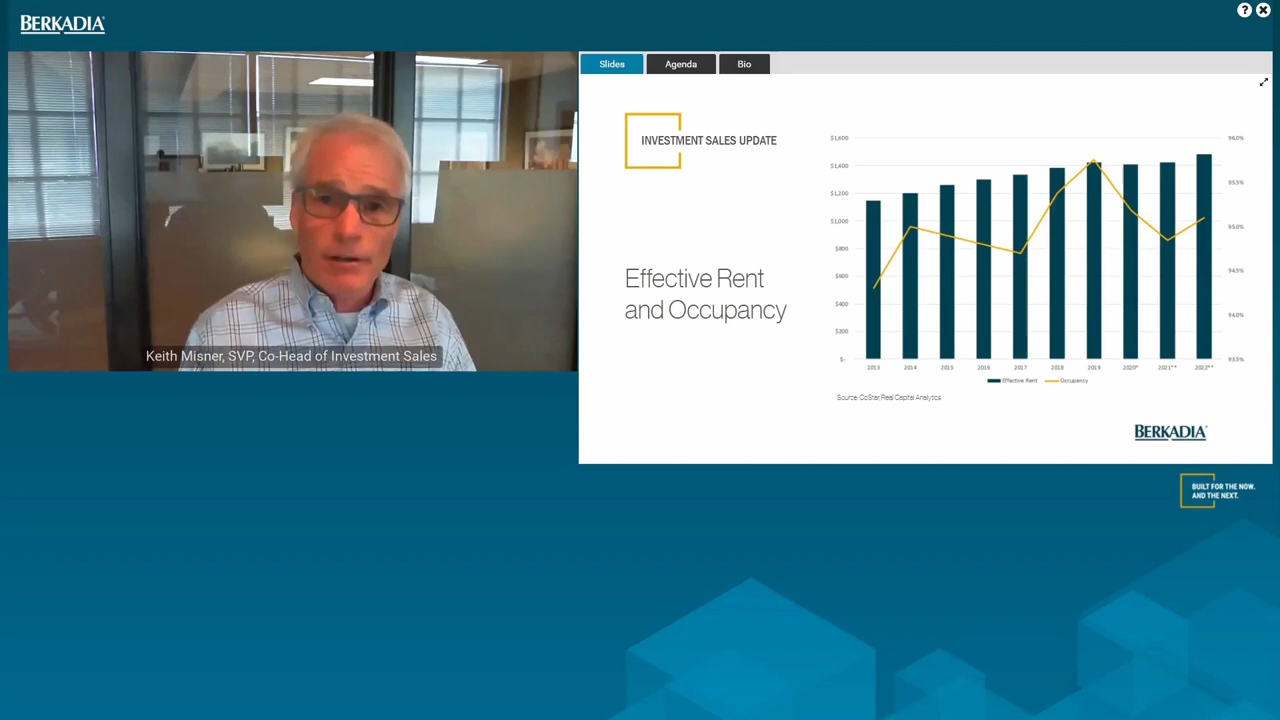 BERKADIA
?
Slides
Agenda
Bio
INVESTMENT SALES UPDATE
Effective Rent
and Occupancy
$1,600
$1,400
$1,200
$1,000
$800
$600
$400
$200
$-
96.0%
95.5%
95.0%
94.5%
94.0%
93.5%
2013 2014 2015 2016 2017 2018 2019 2020* 2021** 2022**
Effective Rent Occupancy
Source: CoStar, Real Capital Analytics
BERKADIA
Keith Misner, SVP, Co-Head of Investment Sales
BUILT FOR THE NOW.
AND THE NEXT.